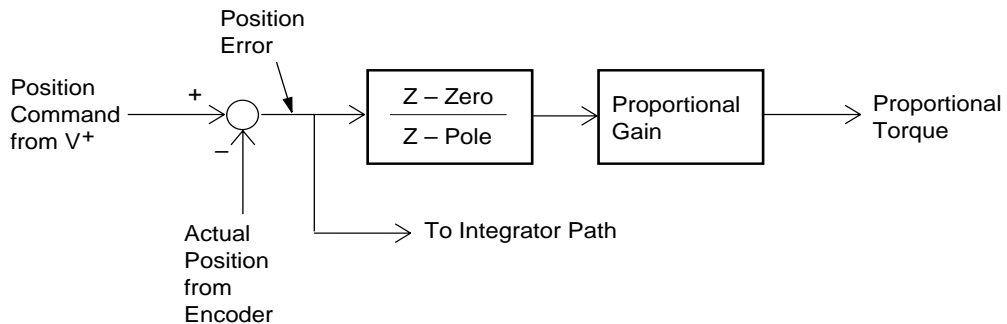 Position
Error
Position
Command
from V+
+
–
Z – Zero
Z – Pole
Proportional
Gain
Proportional
Torque
To Integrator Path
Actual
Position
from
Encoder